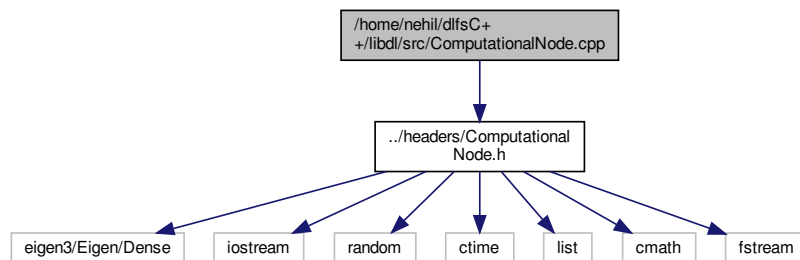 /home/nehil/dlfsC+
+/libdl/src/ComputationalNode.cpp
../headers/Computational
Node.h
eigen3/Eigen/Dense
iostream
random
ctime
list
cmath
fstream